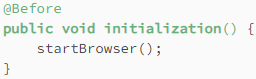 @Before
public void initialization() {
    startBrowser();
}